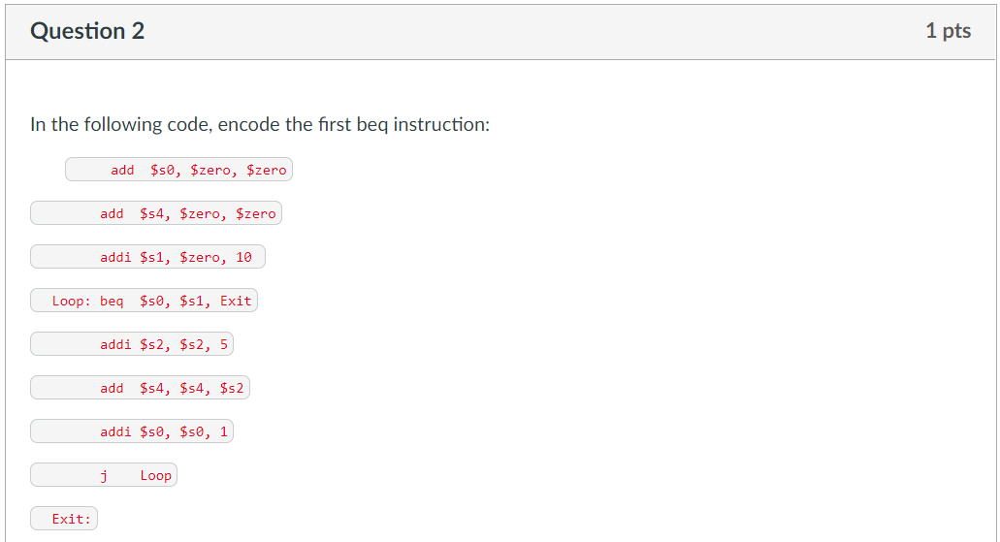 Question 2
1 pts
In the following code, encode the first beq instruction:
add  $s0, $zero, $zero
add  $s4, $zero, $zero
addi $s1, $zero, 10
Loop: beq  $s0, $s1, Exit
addi $s2, $s2, 5
add  $s4, $s4, $s2
addi $s0, $s0, 1
j    Loop
Exit: